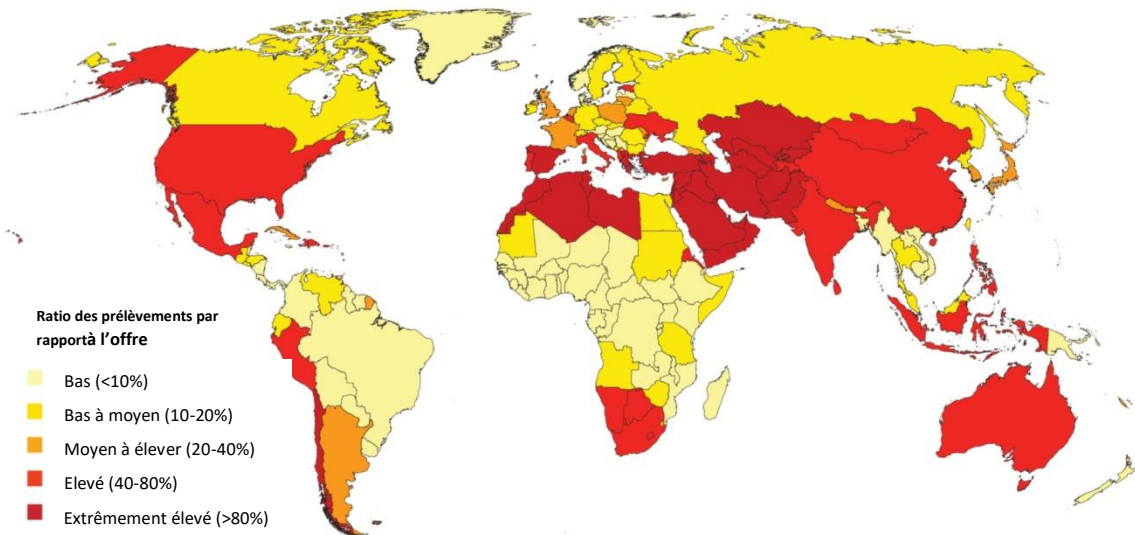 Ratio des prélèvements par
rapportà l’offre
Bas (<10%)
Bas à moyen (10-20%)
Moyen à élever (20-40%)
Elevé (40-80%)
Extrêmement élevé (>80%)